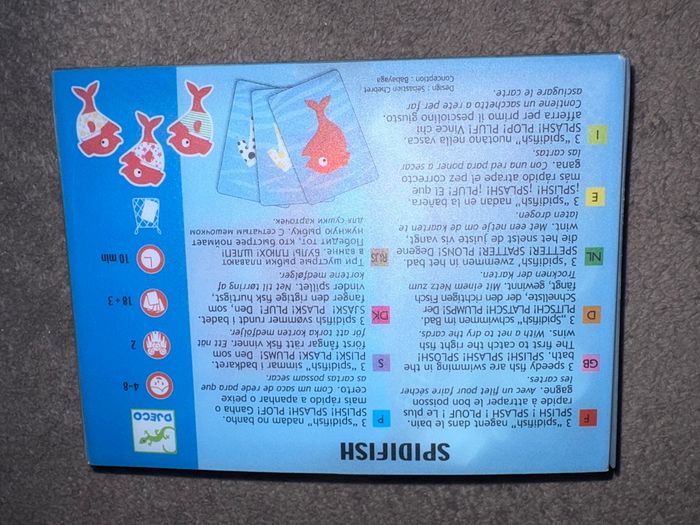 SPIDIFISH
F
3 “spidifish” nagent dans le bain.
SPLISH ! SPLASH ! PLOUF ! Le plus
rapide à attraper le bon poisson
gagne. Avec un filet pour faire sécher
les cartes.
GB
3 speedy fish are swimming in the
bath. SPLISH! SPLASH! SPLOSH!
The first to catch the right fish
wins. With a net to dry the cards.
D
3 „Spidifish“ schwimmen im Bad.
PLITSCH! PLATSCH! PLUMPS! Der
Schnellste, der den richtigen Fisch
fängt, gewinnt. Mit einem Netz zum
Trocknen der Karten.
NL
3 ‘spidifish’ zwemmen in het bad.
SPETTER! PATTER! PLONS! Degene
die het snelst de juiste vis vangt,
wint. Met een netje om de kaarten te
laten drogen.
E
3 “spidifish” nadan en la bañera.
¡SPLISH! ¡SPLASH! ¡PLUF! El que
más rápido atrape el pez correcto
gana. Con una red para poner a secar
las cartas.
I
3 “spidifish” nuotano nella vasca.
SPLASH! PLOP! PLUF! Vince chi
afferra per primo il pesciolino giusto.
Contiene un sacchetto a rete per far
asciugare le carte.
P
3 “spidifish” nadam no banho.
SPLISH! SPLASH! PLOF! O Ganha o
mais rápido a apanhar o peixe
certo. Com um saco de rede para que
as cartas possam secar.
S
3 “spidifish” simmar i badkaret.
PLISK! PLASK! PLUMS! Den som
först fångar rätt fisk vinner. Ett nät
för att torka korten medföljer.
DK
3 spidifish svømmer rundt i badet.
SJASK! PLASK! PLUF! Den, som
fanger den rigtige fisk hurtigst,
vinder spillet. Net til tørring af
kortene medfølger.
RUS
Три шустрые рыбки плавают
в ванне. БУЛЬ! ПЛЮХ! ШЛЕП!
Победит тот, кто быстрее поймает
нужную рыбку. С сетчатым мешочком
для сушки карточек.
Design : Sébastien Chebret
Conception : Babayaga
DJECO
4-8
2
18 + 3
10 min